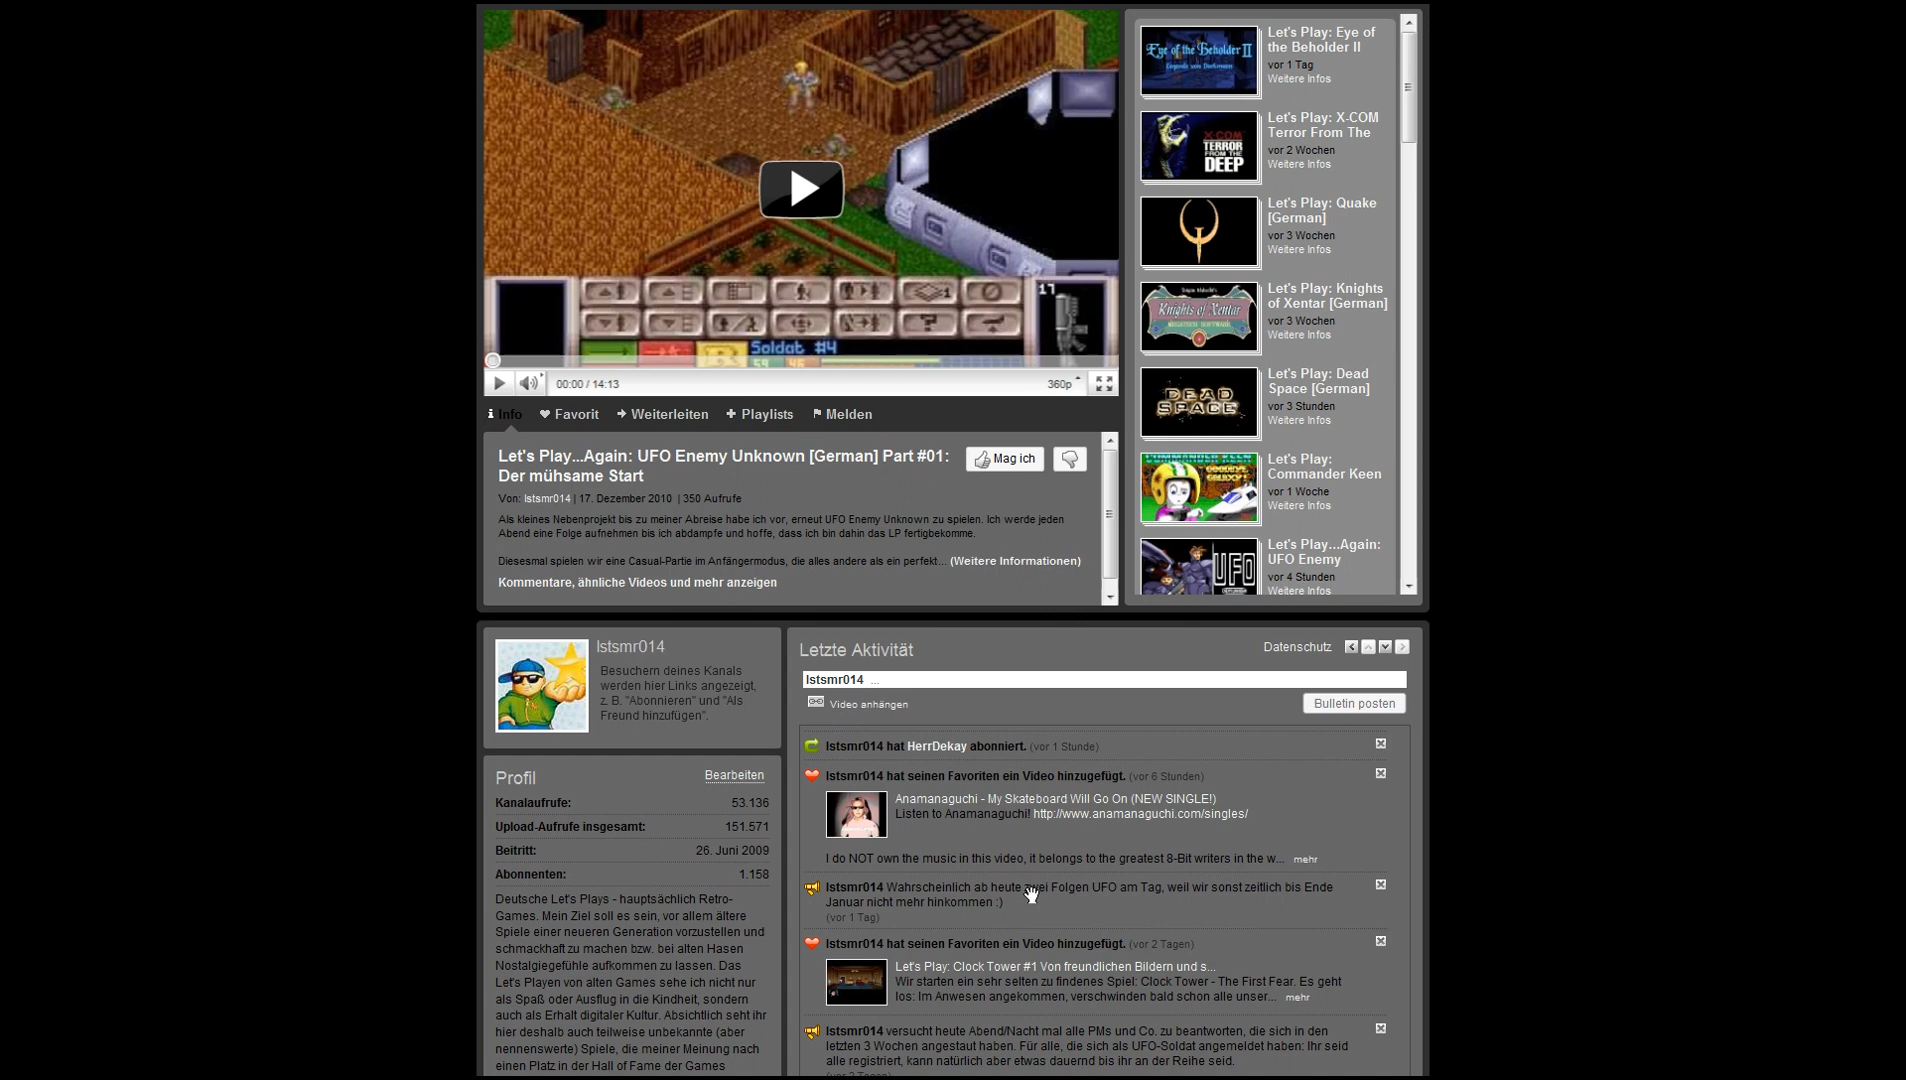 17
Soldat #4
00:00 / 14:13
360p
Info
Favorit
Weiterleiten
Playlists
Melden
Let's Play...Again: UFO Enemy Unknown [German] Part #01:
Der mühsame Start
Mag ich
Von: lstsmr014 | 17. Dezember 2010 | 350 Aufrufe
Als kleines Nebenprojekt bis zu meiner Abreise habe ich vor, erneut UFO Enemy Unknown zu spielen. Ich werde jeden
Abend eine Folge aufnehmen bis ich abdampfe und hoffe, dass ich bin dahin das LP fertigbekomme.
Diesesmal spielen wir eine Casual-Partie im Anfängermodus, die alles andere als ein perfekt... (Weitere Informationen)
Kommentare, ähnliche Videos und mehr anzeigen
Eye of the Beholder II
Let's Play: Eye of
the Beholder II
vor 1 Tag
Weitere Infos
X-COM
TERROR
FROM THE
DEEP
Let's Play: X-COM
Terror From The
vor 2 Wochen
Weitere Infos
Let's Play: Quake
[German]
vor 3 Wochen
Weitere Infos
Knights of Xentar
MEGATECH SOFTWARE
Let's Play: Knights
of Xentar [German]
vor 3 Wochen
Weitere Infos
DEAD
SPACE
Let's Play: Dead
Space [German]
vor 3 Stunden
Weitere Infos
COMMANDER KEEN
Let's Play:
Commander Keen
vor 1 Woche
Weitere Infos
UFO
Let's Play...Again:
UFO Enemy
vor 4 Stunden
Weitere Infos
lstsmr014
Besuchern deines Kanals
werden hier Links angezeigt,
z. B. "Abonnieren" und "Als
Freund hinzufügen".
Profil
Bearbeiten
Kanalaufrufe: 53.136
Upload-Aufrufe insgesamt: 151.571
Beitritt: 26. Juni 2009
Abonnenten: 1.158
Deutsche Let's Plays - hauptsächlich Retro-
Games. Mein Ziel soll es sein, vor allem ältere
Spiele einer neueren Generation vorzustellen und
schmackhaft zu machen bzw. bei alten Hasen
Nostalgiegefühle aufkommen zu lassen. Das
Let's Playen von alten Games sehe ich nicht nur
als Spaß oder Ausflug in die Kindheit, sondern
auch als Erhalt digitaler Kultur. Absichtlich seht ihr
hier deshalb auch teilweise unbekannte (aber
nennenswerte) Spiele, die meiner Meinung nach
einen Platz in der Hall of Fame der Games
Letzte Aktivität
Datenschutz
lstsmr014 ...
Video anhängen
Bulletin posten
lstsmr014 hat HerrDekay abonniert. (vor 1 Stunde)
lstsmr014 hat seinen Favoriten ein Video hinzugefügt. (vor 6 Stunden)
Anamanaguchi - My Skateboard Will Go On (NEW SINGLE!)
Listen to Anamanaguchi! http://www.anamanaguchi.com/singles/
I do NOT own the music in this video, it belongs to the greatest 8-Bit writers in the w... mehr
lstsmr014 Wahrscheinlich ab heute zwei Folgen UFO am Tag, weil wir sonst zeitlich bis Ende
Januar nicht mehr hinkommen :)
(vor 1 Tag)
lstsmr014 hat seinen Favoriten ein Video hinzugefügt. (vor 2 Tagen)
Let's Play: Clock Tower #1 Von freundlichen Bildern und s...
Wir starten ein sehr selten zu findenes Spiel: Clock Tower - The First Fear. Es geht
los: Im Anwesen angekommen, verschwinden bald schon alle unser... mehr
lstsmr014 versucht heute Abend/Nacht mal alle PMs und Co. zu beantworten, die sich in den
letzten 3 Wochen angestaut haben. Für alle, die sich als UFO-Soldat angemeldet haben: Ihr seid
alle registriert, kann natürlich aber etwas dauernd bis ihr an der Reihe seid.